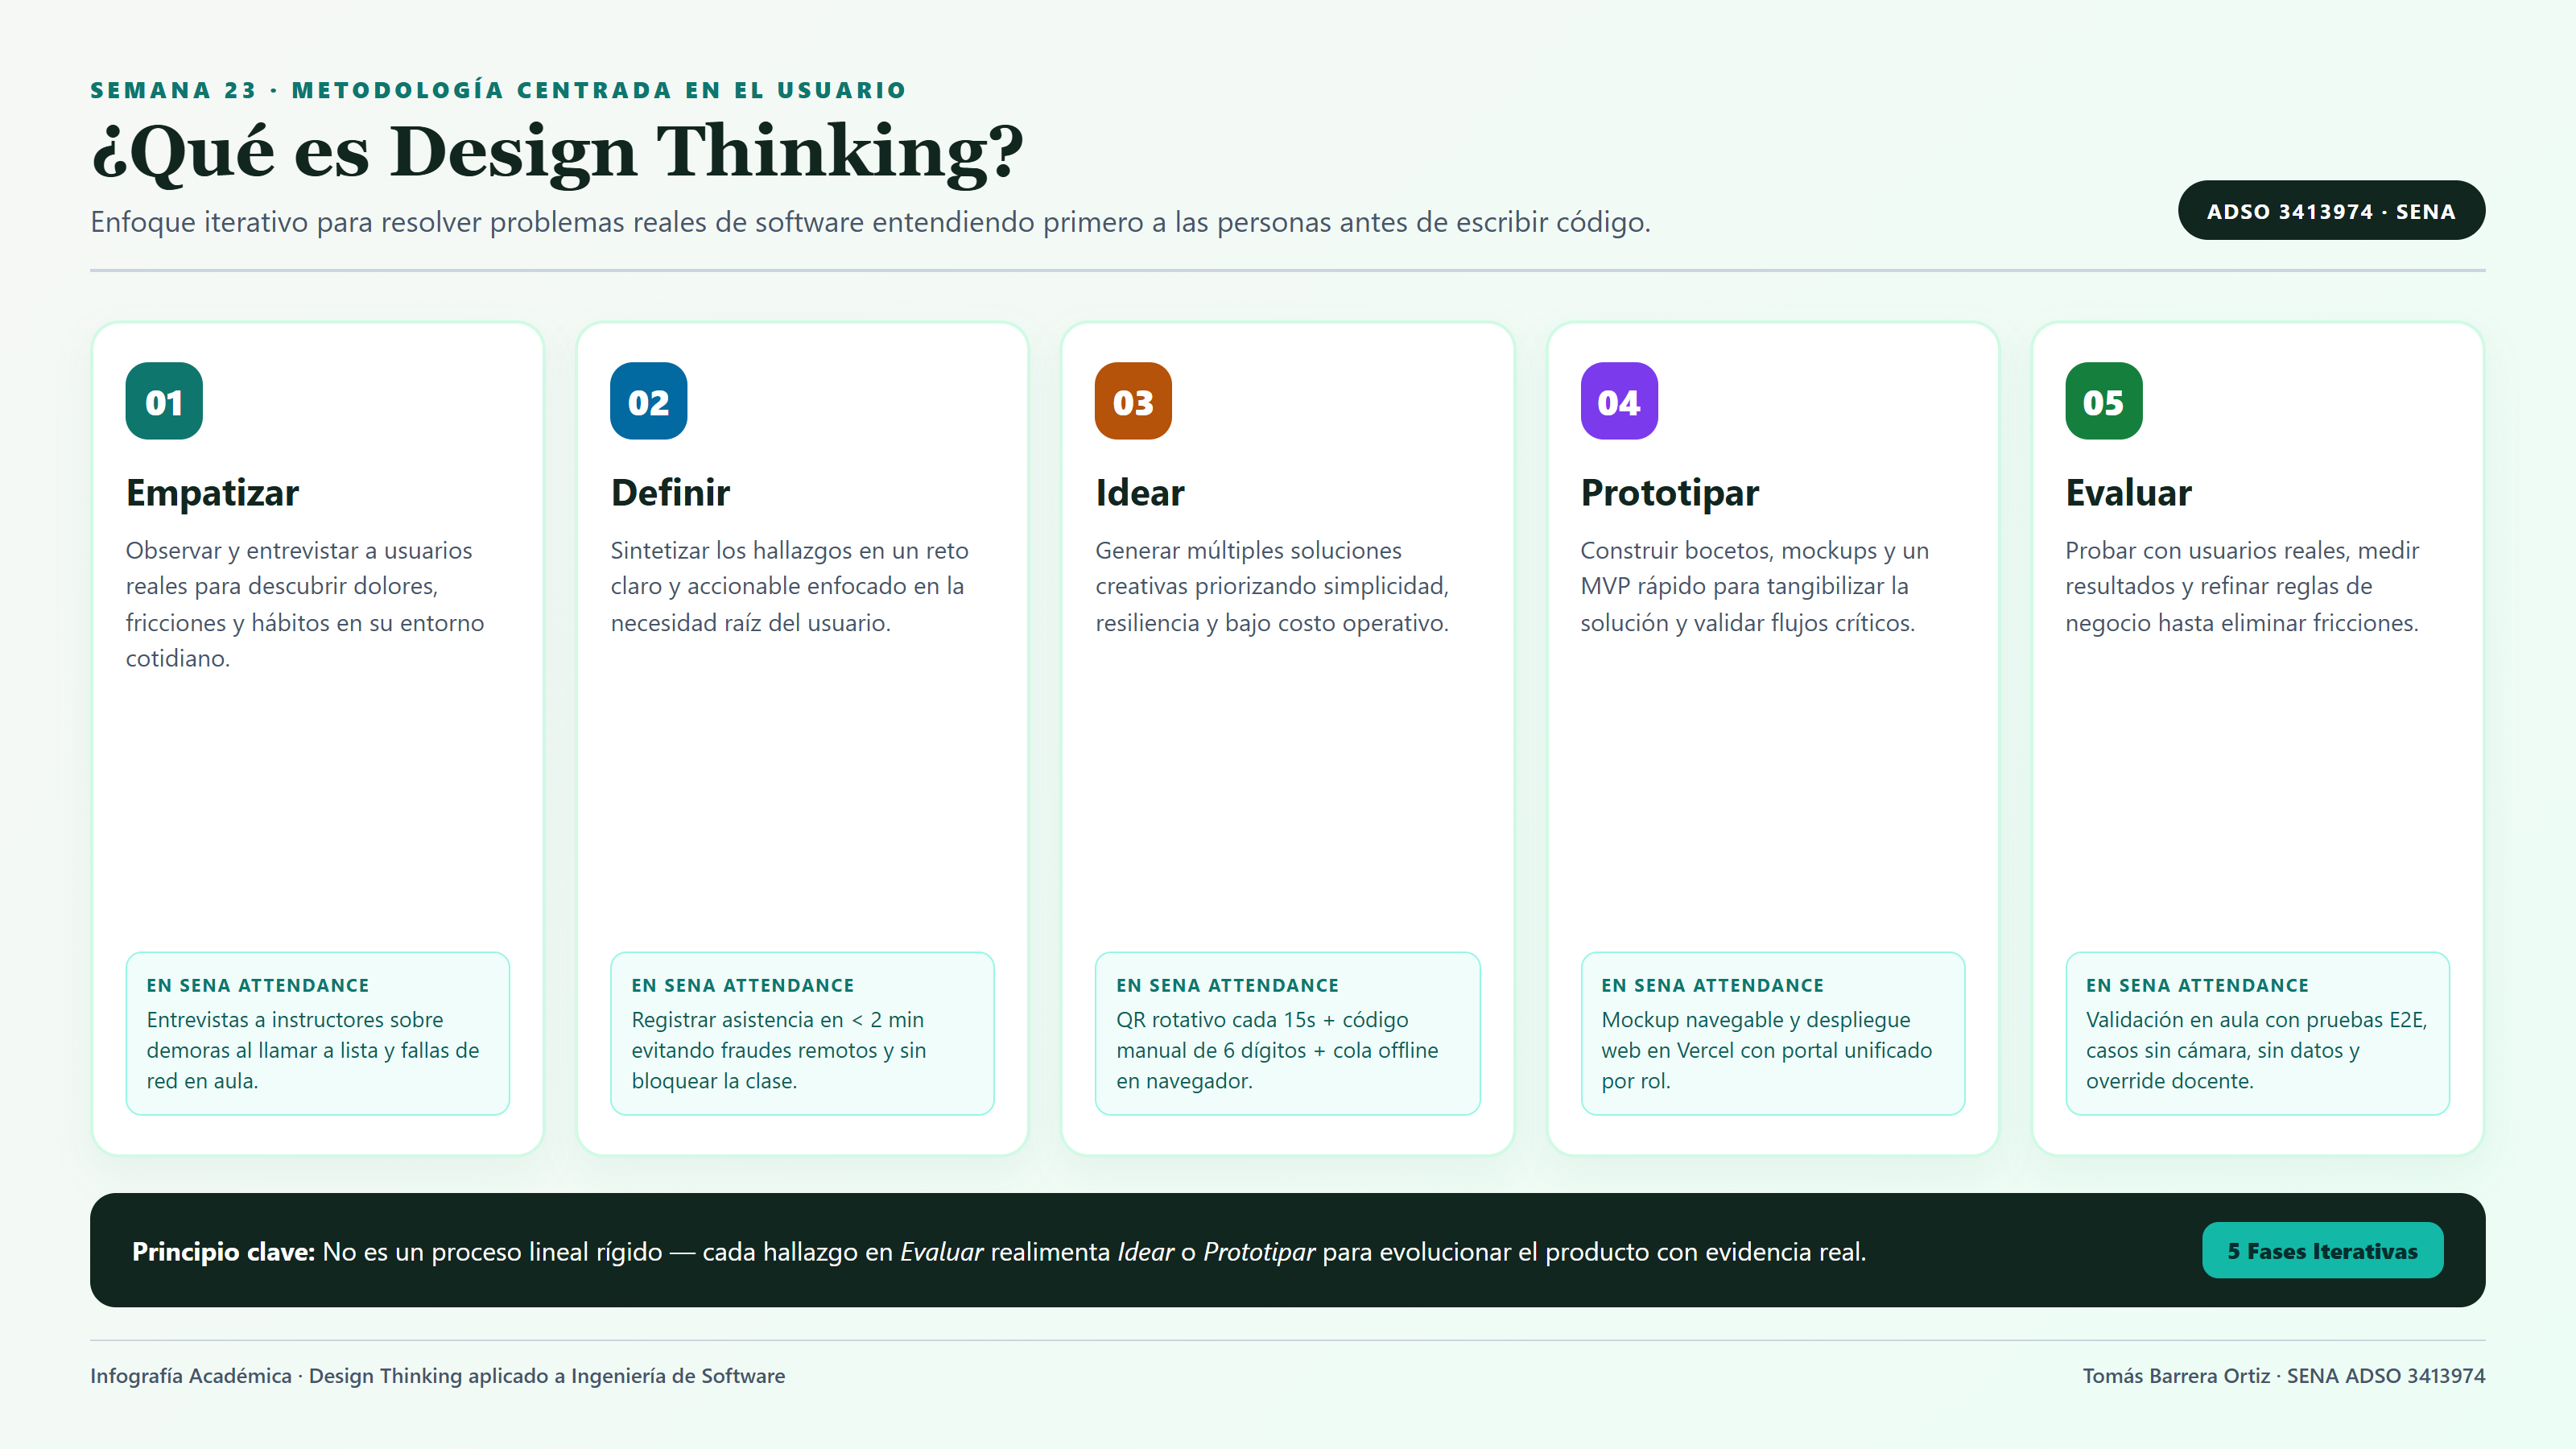 SEMANA 23 · METODOLOGÍA CENTRADA EN EL USUARIO
¿Qué es Design Thinking?
Enfoque iterativo para resolver problemas reales de software entendiendo primero a las personas antes de escribir código.
ADSO 3413974 · SENA
01
Empatizar
Observar y entrevistar a usuarios
reales para descubrir dolores,
fricciones y hábitos en su entorno
cotidiano.
EN SENA ATTENDANCE
Entrevistas a instructores sobre
demoras al llamar a lista y fallas de
red en aula.
02
Definir
Sintetizar los hallazgos en un reto
claro y accionable enfocado en la
necesidad raíz del usuario.
EN SENA ATTENDANCE
Registrar asistencia en < 2 min
evitando fraudes remotos y sin
bloquear la clase.
03
Idear
Generar múltiples soluciones
creativas priorizando simplicidad,
resiliencia y bajo costo operativo.
EN SENA ATTENDANCE
QR rotativo cada 15s + código
manual de 6 dígitos + cola offline
en navegador.
04
Prototipar
Construir bocetos, mockups y un
MVP rápido para tangibilizar la
solución y validar flujos críticos.
EN SENA ATTENDANCE
Mockup navegable y despliegue
web en Vercel con portal unificado
por rol.
05
Evaluar
Probar con usuarios reales, medir
resultados y refinar reglas de
negocio hasta eliminar fricciones.
EN SENA ATTENDANCE
Validación en aula con pruebas E2E,
casos sin cámara, sin datos y
override docente.
Principio clave: No es un proceso lineal rígido — cada hallazgo en Evaluar realimenta Idear o Prototipar para evolucionar el producto con evidencia real.
5 Fases Iterativas
Infografía Académica · Design Thinking aplicado a Ingeniería de Software
Tomás Barrera Ortiz · SENA ADSO 3413974